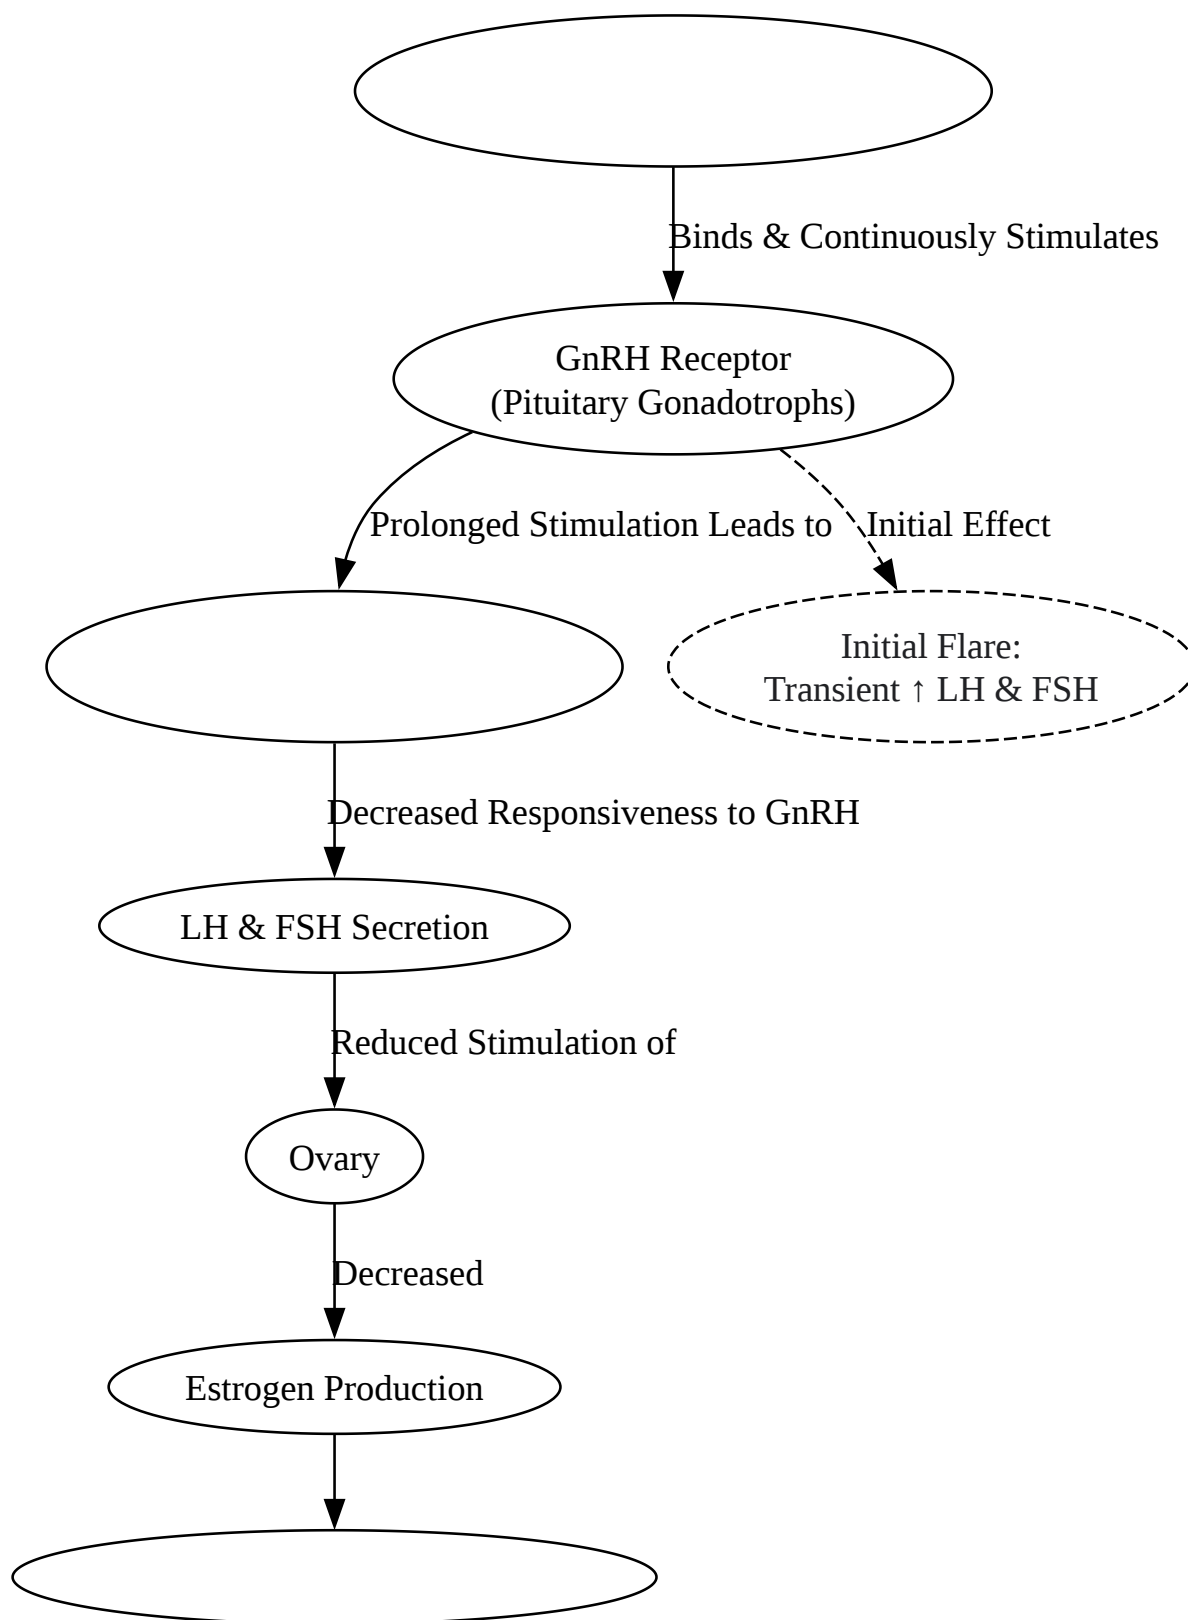 Binds & Continuously Stimulates
GnRH Receptor
(Pituitary Gonadotrophs)
Prolonged Stimulation Leads to
Initial Effect
Initial Flare:
Transient ↑ LH & FSH
Decreased Responsiveness to GnRH
LH & FSH Secretion
Reduced Stimulation of
Ovary
Decreased
Estrogen Production